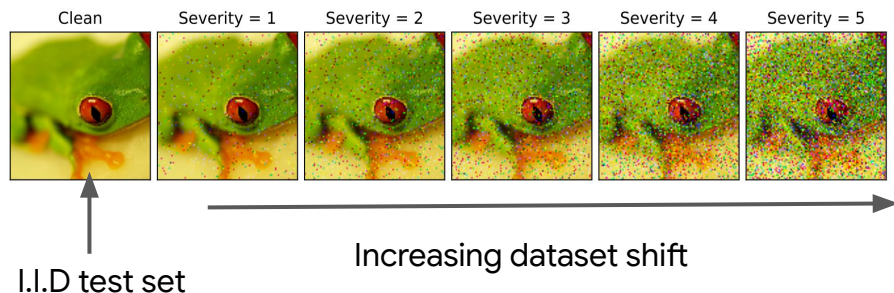 Clean
Severity = 1
Severity = 2
Severity = 3
Severity = 4
Severity = 5
I.I.D test set
Increasing dataset shift